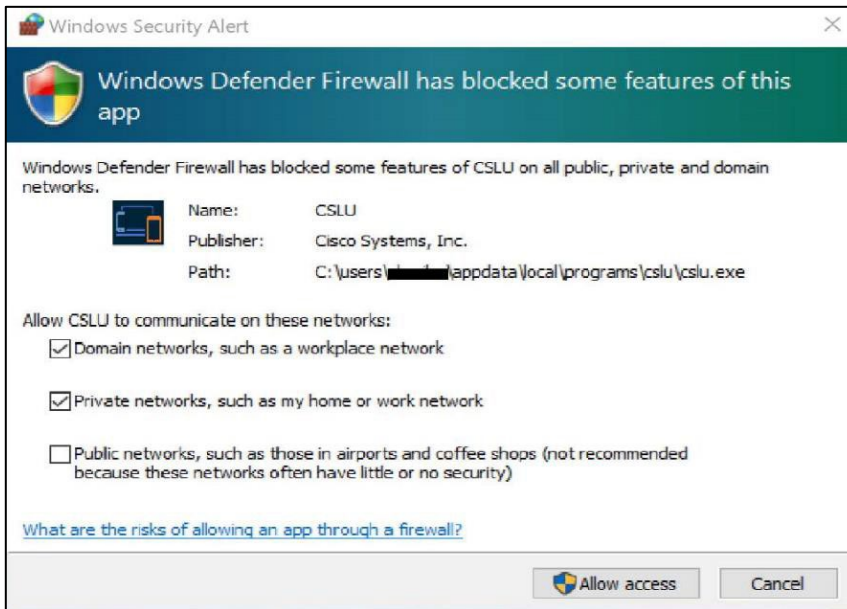 Windows Security Alert
Windows Defender Firewall has blocked some features of this
app
Windows Defender Firewall has blocked some features of CSLU on all public, private and domain
networks.
Name: CSLU
Publisher: Cisco Systems, Inc.
Path: C:\users\ \appdata\local\programs\cslu\cslu.exe
Allow CSLU to communicate on these networks:
Domain networks, such as a workplace network
Private networks, such as my home or work network
Public networks, such as those in airports and coffee shops (not recommended
because these networks often have little or no security)
What are the risks of allowing an app through a firewall?
Allow access Cancel